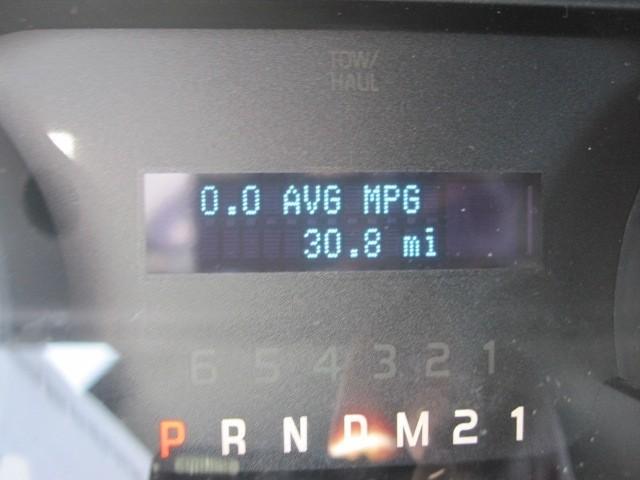 TOW/
HAUL
0.0 AVG MPG
30.8 mi
6 5 4 3 2 1
P R N D M 2 1